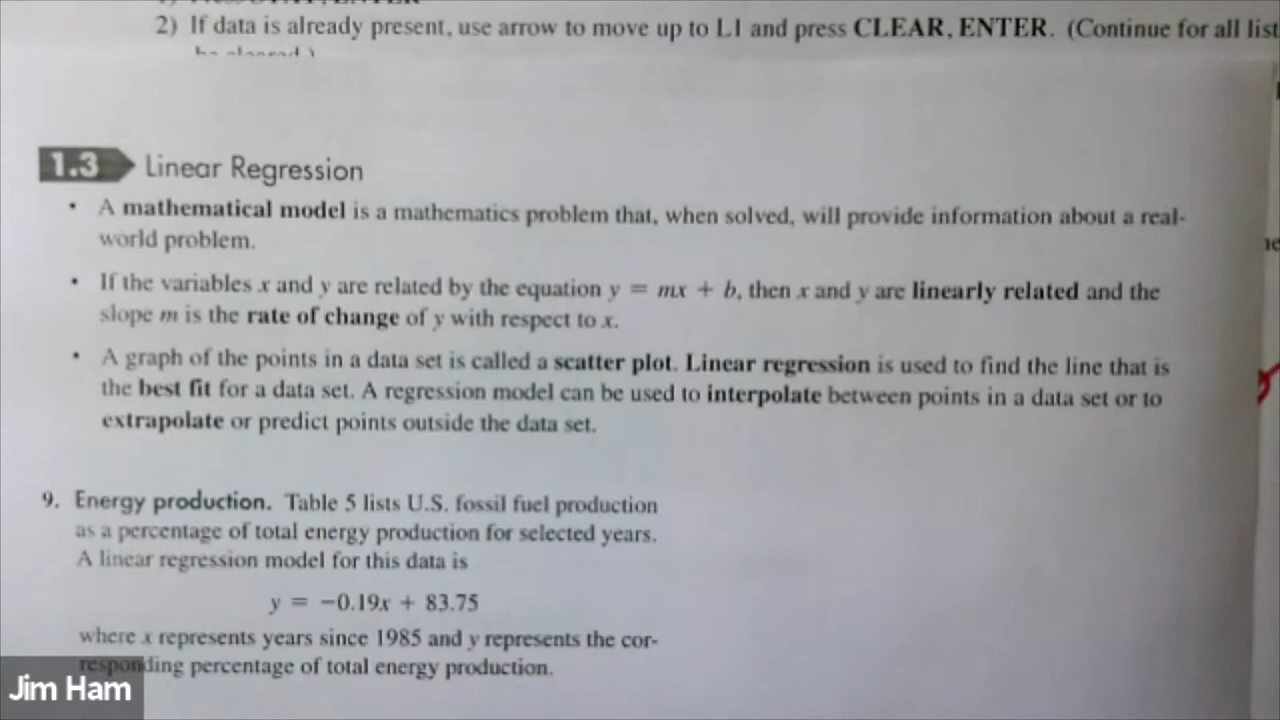 2) If data is already present, use arrow to move up to L1 and press CLEAR, ENTER. (Continue for all list
1.3 Linear Regression
• A mathematical model is a mathematics problem that, when solved, will provide information about a real-
world problem.
• If the variables x and y are related by the equation y = mx + b, then x and y are linearly related and the
slope m is the rate of change of y with respect to x.
• A graph of the points in a data set is called a scatter plot. Linear regression is used to find the line that is
the best fit for a data set. A regression model can be used to interpolate between points in a data set or to
extrapolate or predict points outside the data set.
9. Energy production. Table 5 lists U.S. fossil fuel production
as a percentage of total energy production for selected years.
A linear regression model for this data is
y = −0.19x + 83.75
where x represents years since 1985 and y represents the cor-
responding percentage of total energy production.
Jim Ham